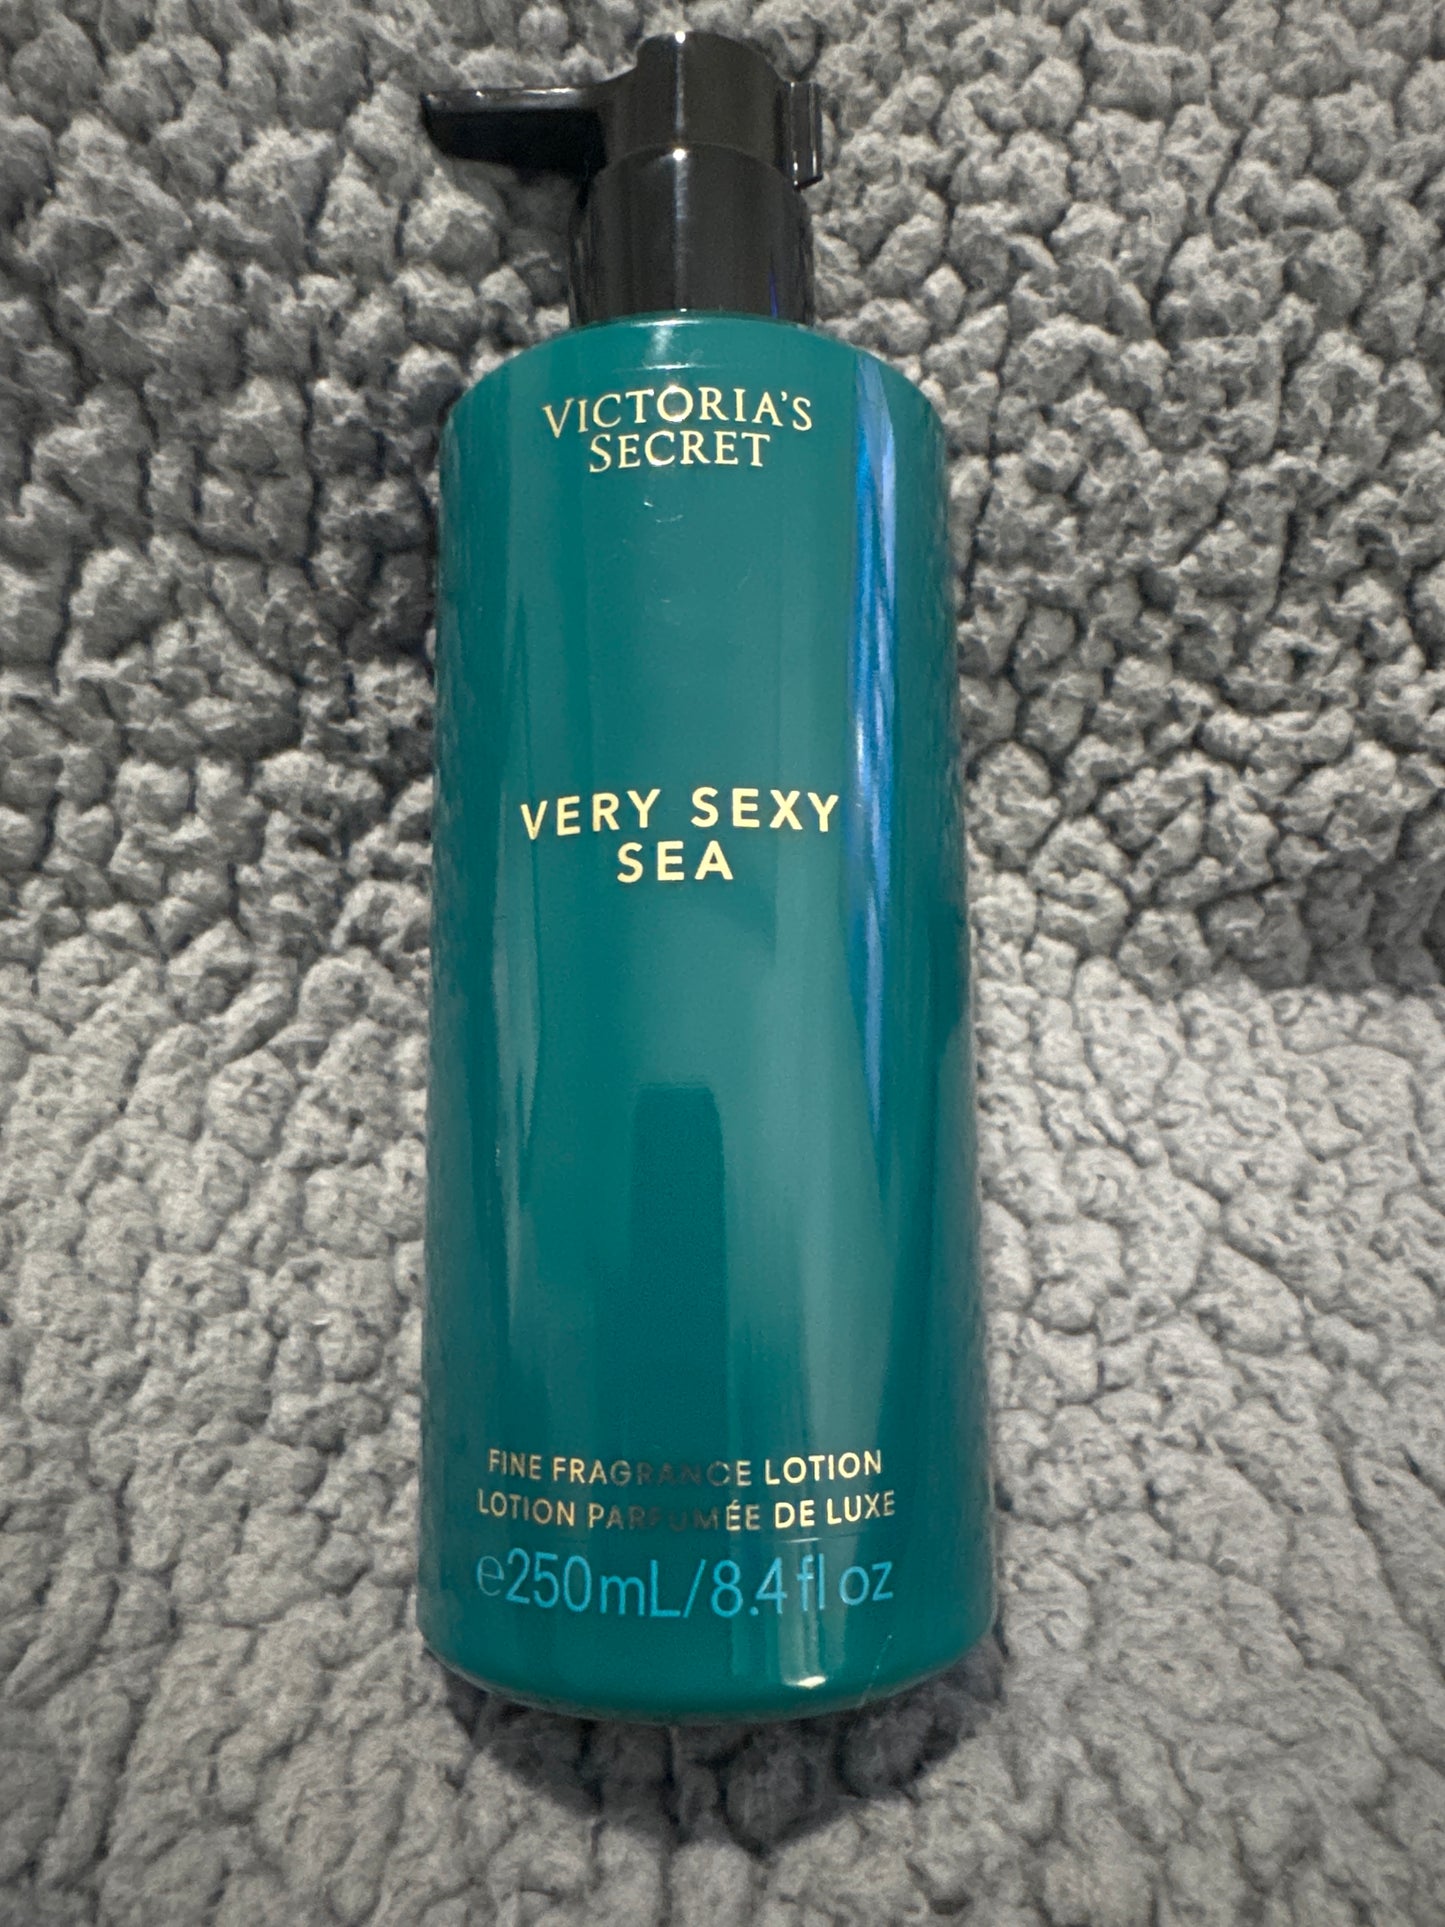 VICTORIA'S
SECRET
VERY SEXY
SEA
FINE FRAGRANCE LOTION
LOTION PARFUMÉE DE LUXE
℮250mL/8.4 fl oz